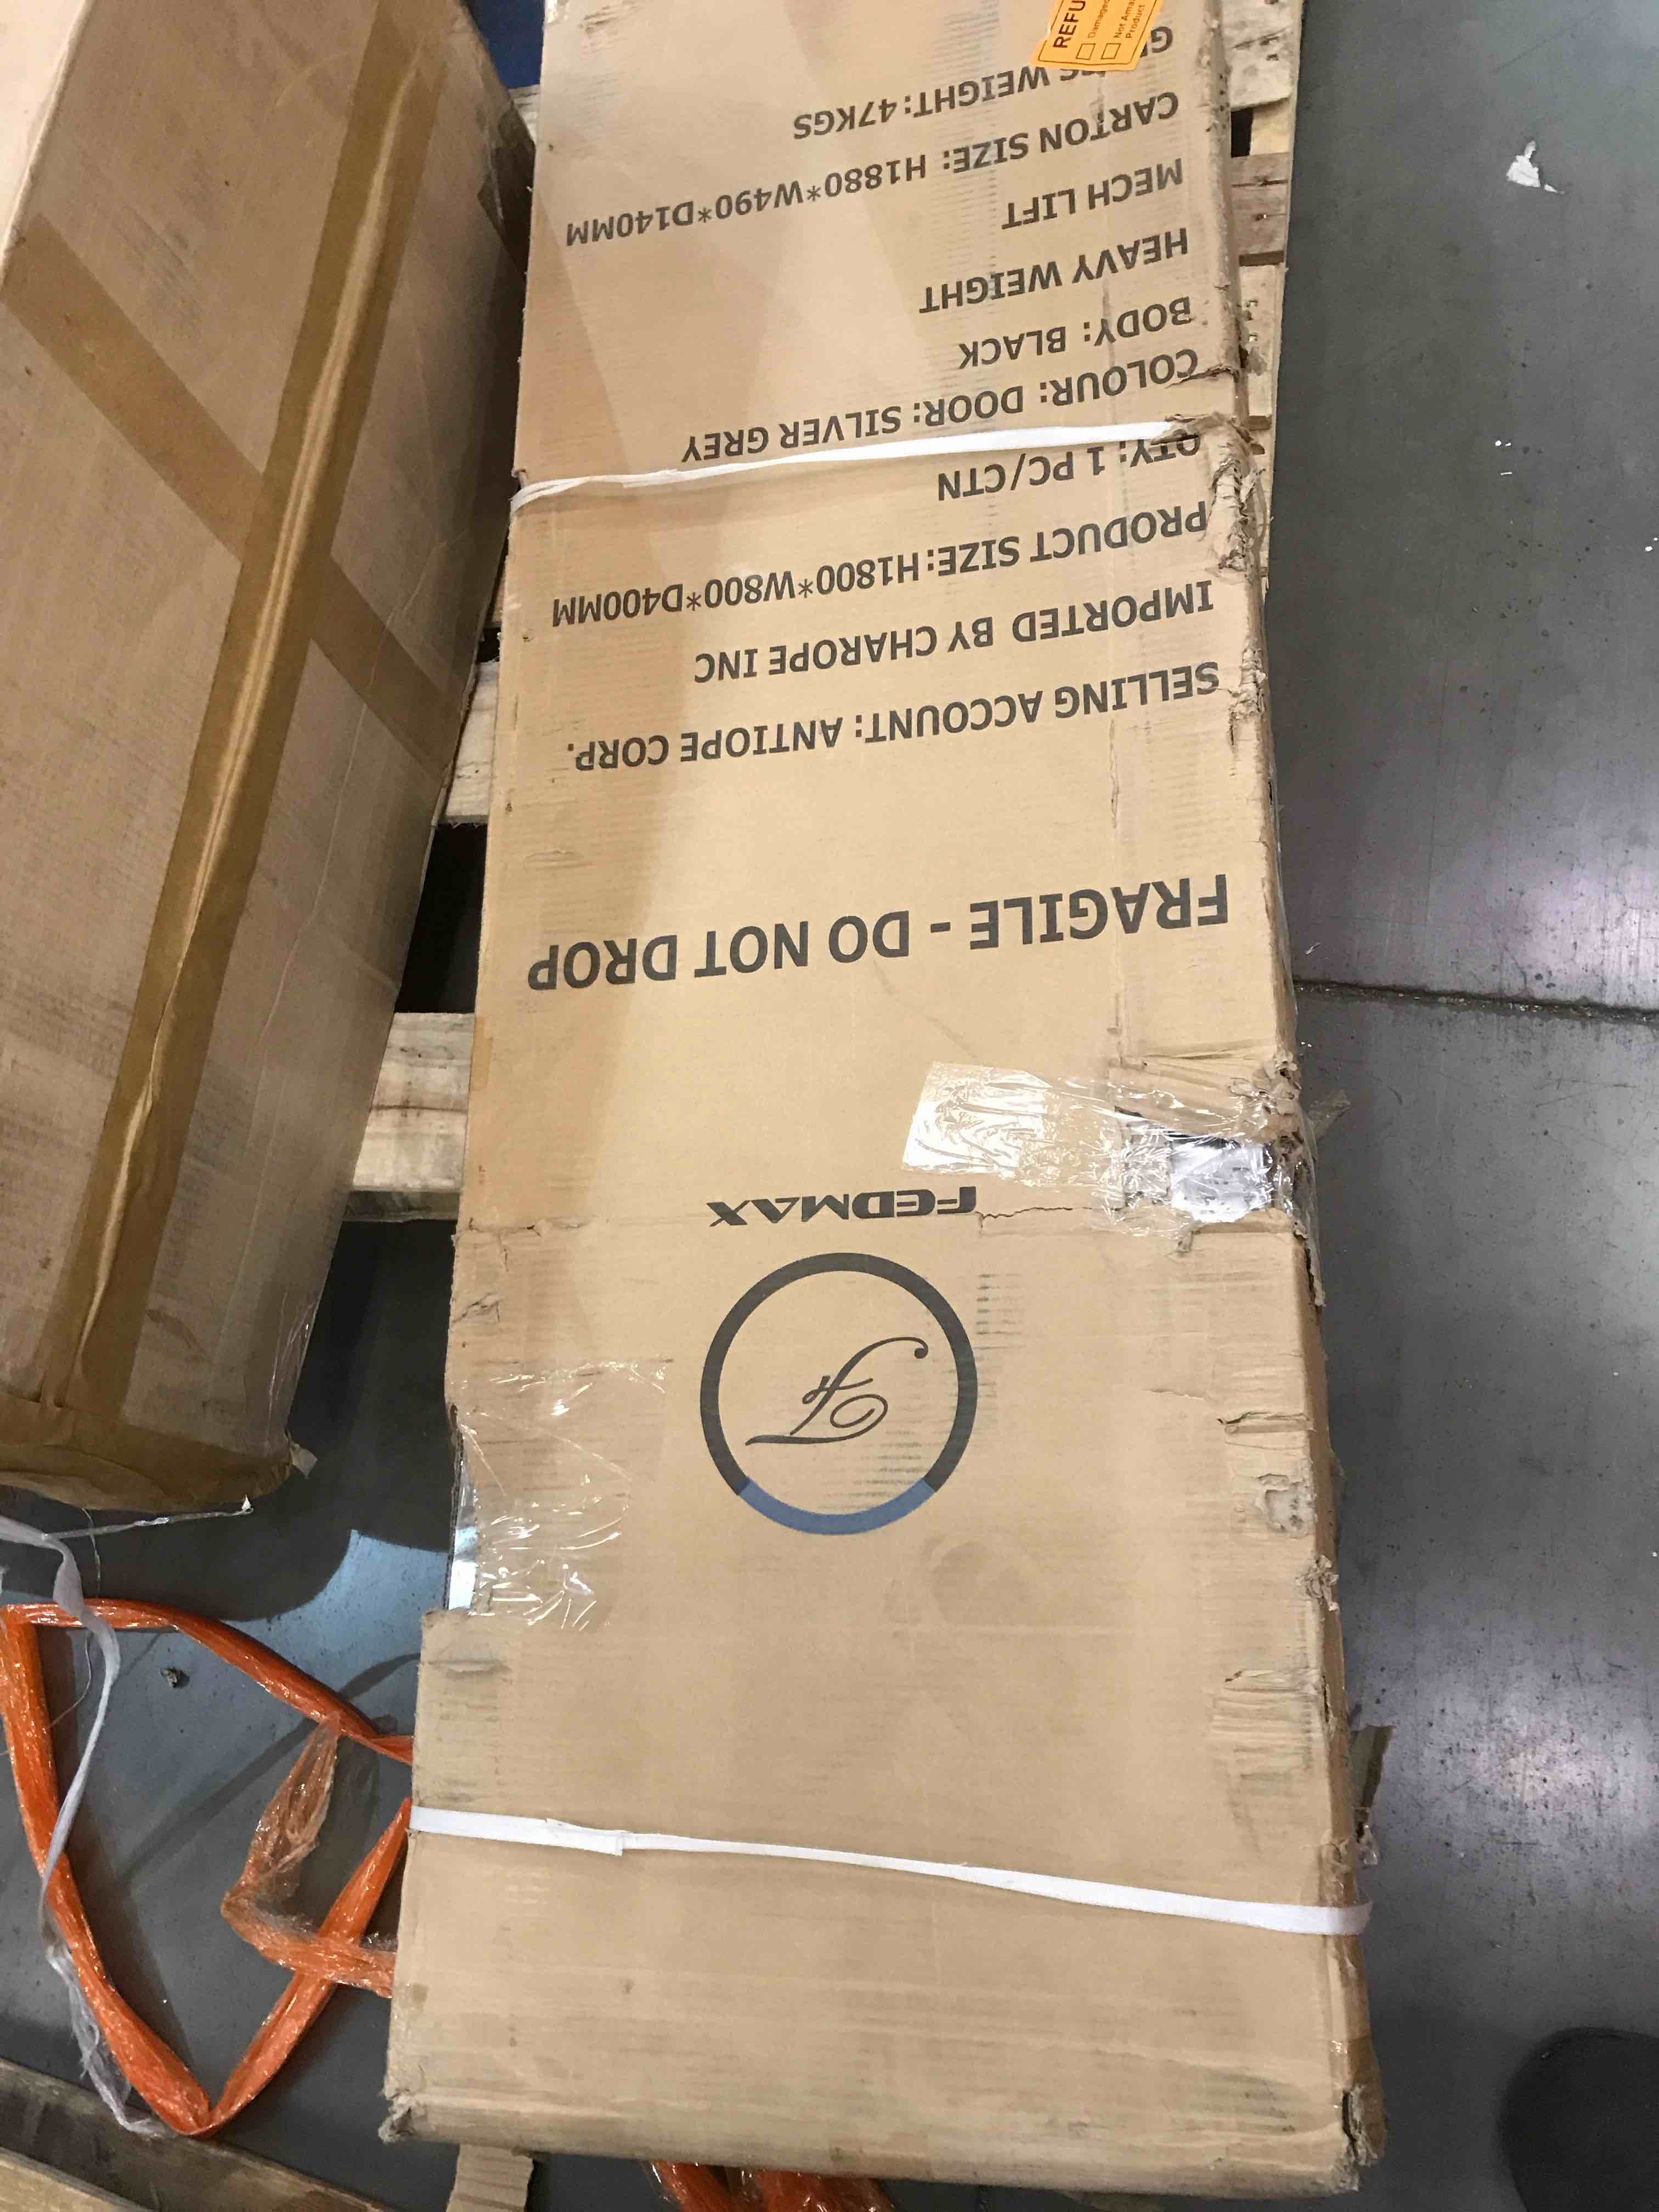 FEDMAX
FRAGILE - DO NOT DROP
SELLING ACCOUNT: ANTIOPE CORP.
IMPORTED BY CHAROPE INC
PRODUCT SIZE:H1800*W800*D400MM
QTY: 1 PC/CTN
COLOUR: DOOR: SILVER GREY
BODY: BLACK
HEAVY WEIGHT
MECH LIFT
CARTON SIZE: H1880*W490*D140MM
WEIGHT: 47KGS
REFU
Damaged
Not Ama
Product